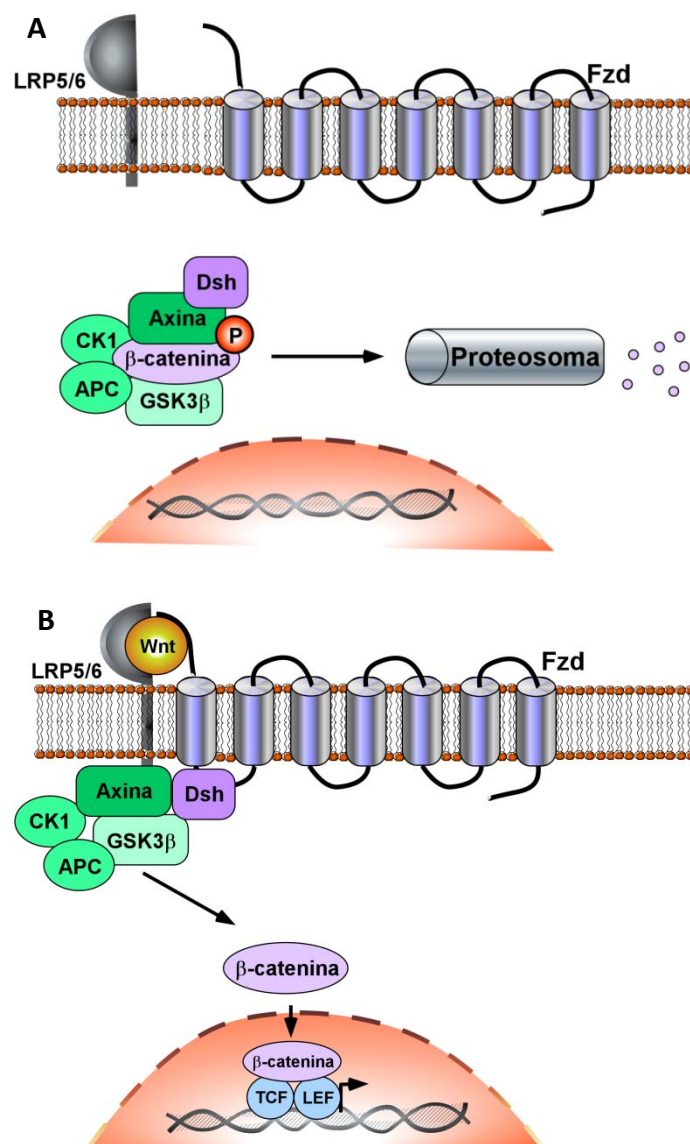 A
LRP5/6
Fzd
Dsh
Axina
P
CK1
β-catenina
APC
GSK3β
Proteosoma
B
Wnt
LRP5/6
Fzd
Axina
Dsh
CK1
GSK3β
APC
β-catenina
β-catenina
TCF
LEF